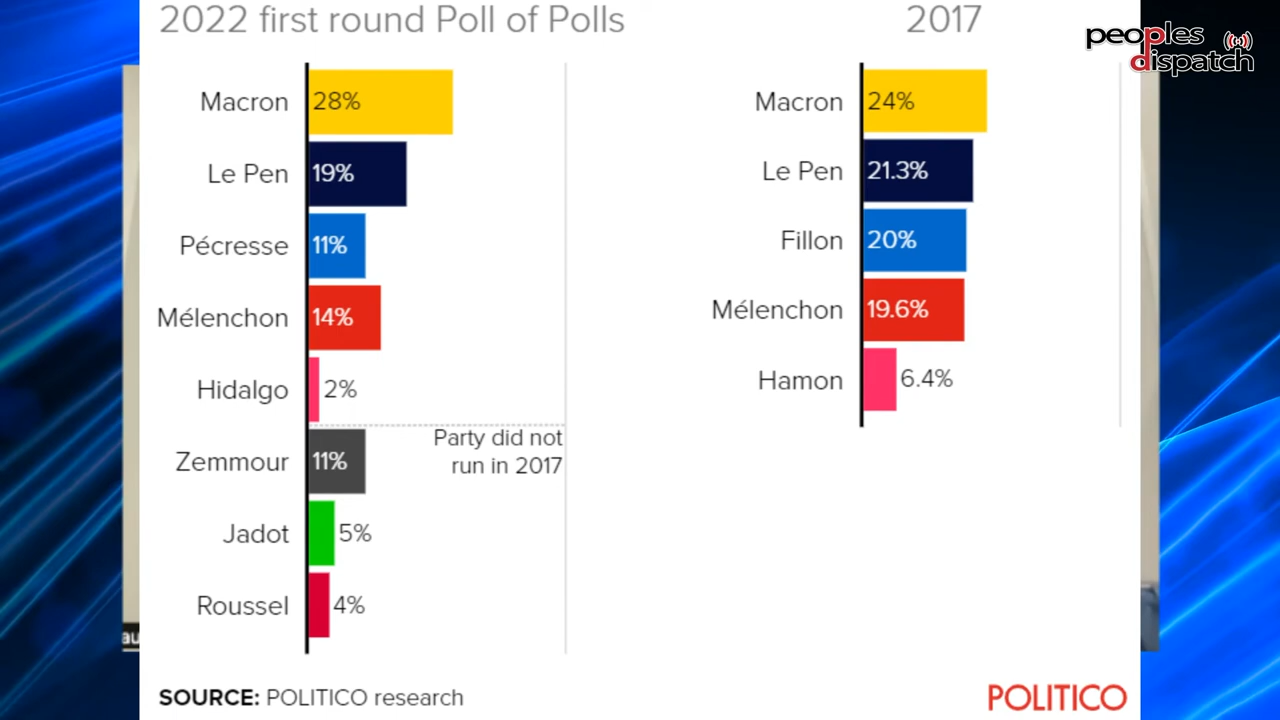 2022 first round Poll of Polls
Macron 28%
Le Pen 19%
Pécresse 11%
Mélenchon 14%
Hidalgo 2%
Party did not
run in 2017
Zemmour 11%
Jadot 5%
Roussel 4%
2017
Macron 24%
Le Pen 21.3%
Fillon 20%
Mélenchon 19.6%
Hamon 6.4%
SOURCE: POLITICO research
POLITICO
peoples
dispatch